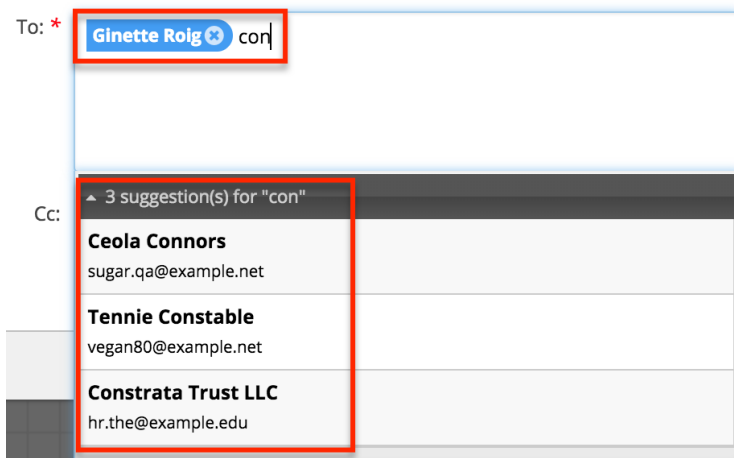 To: * Ginette Roig con
Cc:
3 suggestion(s) for "con"
Ceola Connors
sugar.qa@example.net
Tennie Constable
vegan80@example.net
Constrata Trust LLC
hr.the@example.edu